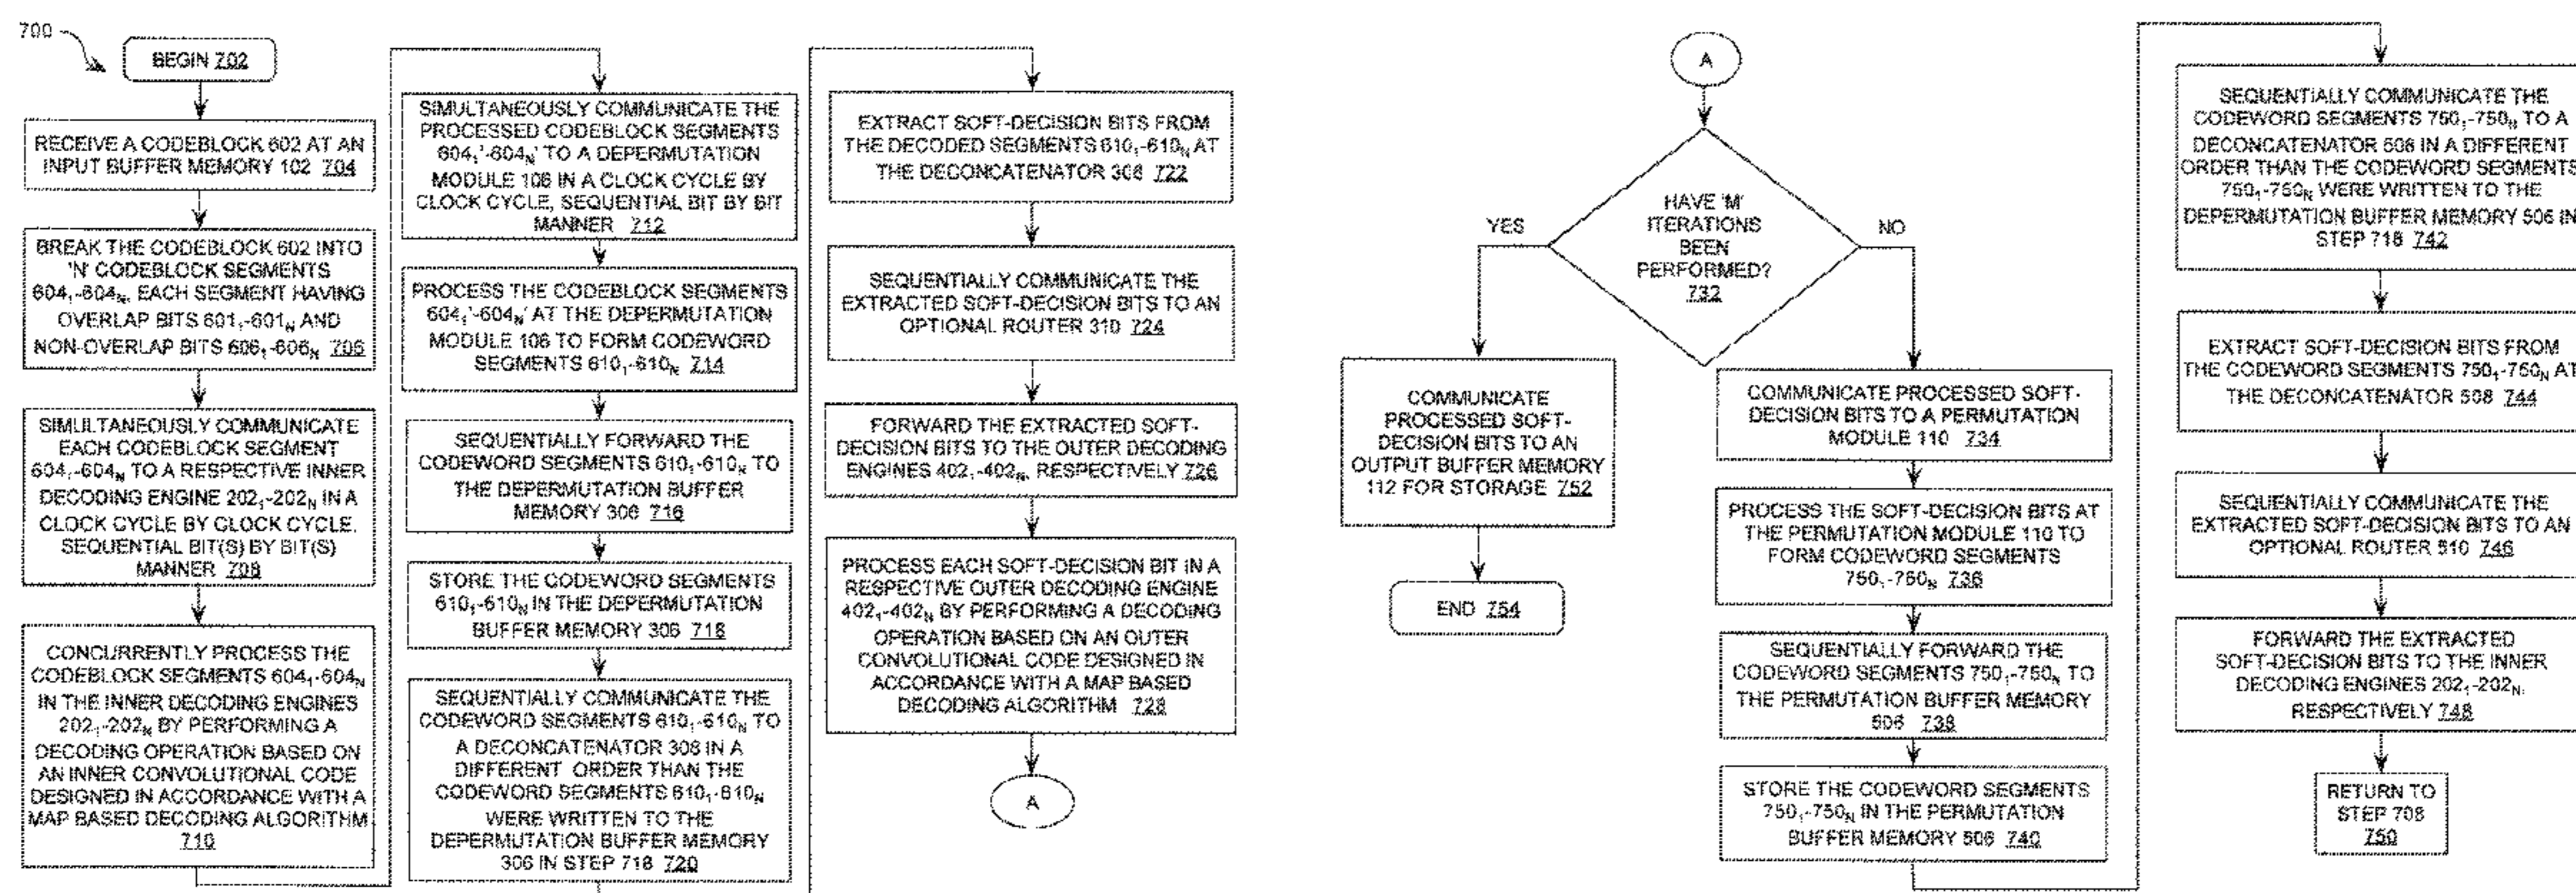 700
BEGIN 702
RECEIVE A CODEBLOCK 602 AT AN
INPUT BUFFER MEMORY 102 704
BREAK THE CODEBLOCK 602 INTO
'N' CODEBLOCK SEGMENTS
604₁-604ₙ, EACH SEGMENT HAVING
OVERLAP BITS 601₁-601ₙ AND
NON-OVERLAP BITS 606₁-606ₙ 706
SIMULTANEOUSLY COMMUNICATE
EACH CODEBLOCK SEGMENT
604₁-604ₙ TO A RESPECTIVE INNER
DECODING ENGINE 202₁-202ₙ IN A
CLOCK CYCLE BY CLOCK CYCLE,
SEQUENTIAL BIT(S) BY BIT(S)
MANNER 708
CONCURRENTLY PROCESS THE
CODEBLOCK SEGMENTS 604₁-604ₙ
IN THE INNER DECODING ENGINES
202₁-202ₙ BY PERFORMING A
DECODING OPERATION BASED ON
AN INNER CONVOLUTIONAL CODE
DESIGNED IN ACCORDANCE WITH A
MAP BASED DECODING ALGORITHM
710
SIMULTANEOUSLY COMMUNICATE THE
PROCESSED CODEBLOCK SEGMENTS
604₁'-604ₙ' TO A DEPERMUTATION
MODULE 106 IN A CLOCK CYCLE BY
CLOCK CYCLE, SEQUENTIAL BIT BY BIT
MANNER 712
PROCESS THE CODEBLOCK SEGMENTS
604₁'-604ₙ' AT THE DEPERMUTATION
MODULE 106 TO FORM CODEWORD
SEGMENTS 610₁-610ₙ 714
SEQUENTIALLY FORWARD THE
CODEWORD SEGMENTS 610₁-610ₙ TO
THE DEPERMUTATION BUFFER
MEMORY 306 716
STORE THE CODEWORD SEGMENTS
610₁-610ₙ IN THE DEPERMUTATION
BUFFER MEMORY 306 718
SEQUENTIALLY COMMUNICATE THE
CODEWORD SEGMENTS 610₁-610ₙ TO
A DECONCATENATOR 308 IN A
DIFFERENT ORDER THAN THE
CODEWORD SEGMENTS 610₁-610ₙ
WERE WRITTEN TO THE
DEPERMUTATION BUFFER MEMORY
306 IN STEP 718 720
EXTRACT SOFT-DECISION BITS FROM
THE DECODED SEGMENTS 610₁-610ₙ AT
THE DECONCATENATOR 308 722
SEQUENTIALLY COMMUNICATE THE
EXTRACTED SOFT-DECISION BITS TO AN
OPTIONAL ROUTER 310 724
FORWARD THE EXTRACTED SOFT-
DECISION BITS TO THE OUTER DECODING
ENGINES 402₁-402ₙ, RESPECTIVELY 726
PROCESS EACH SOFT-DECISION BIT IN A
RESPECTIVE OUTER DECODING ENGINE
402₁-402ₙ BY PERFORMING A DECODING
OPERATION BASED ON AN OUTER
CONVOLUTIONAL CODE DESIGNED IN
ACCORDANCE WITH A MAP BASED
DECODING ALGORITHM 728
A
A
HAVE 'M'
ITERATIONS
BEEN
PERFORMED?
732
YES
NO
COMMUNICATE
PROCESSED SOFT-
DECISION BITS TO AN
OUTPUT BUFFER MEMORY
112 FOR STORAGE 752
END 754
COMMUNICATE PROCESSED SOFT-
DECISION BITS TO A PERMUTATION
MODULE 110 734
PROCESS THE SOFT-DECISION BITS AT
THE PERMUTATION MODULE 110 TO
FORM CODEWORD SEGMENTS
750₁-750ₙ 736
SEQUENTIALLY FORWARD THE
CODEWORD SEGMENTS 750₁-750ₙ TO
THE PERMUTATION BUFFER MEMORY
506 738
STORE THE CODEWORD SEGMENTS
750₁-750ₙ IN THE PERMUTATION
BUFFER MEMORY 506 740
SEQUENTIALLY COMMUNICATE THE
CODEWORD SEGMENTS 750₁-750ₙ TO A
DECONCATENATOR 508 IN A DIFFERENT
ORDER THAN THE CODEWORD SEGMENTS
750₁-750ₙ WERE WRITTEN TO THE
DEPERMUTATION BUFFER MEMORY 506 IN
STEP 718 742
EXTRACT SOFT-DECISION BITS FROM
THE CODEWORD SEGMENTS 750₁-750ₙ AT
THE DECONCATENATOR 508 744
SEQUENTIALLY COMMUNICATE THE
EXTRACTED SOFT-DECISION BITS TO AN
OPTIONAL ROUTER 510 746
FORWARD THE EXTRACTED
SOFT-DECISION BITS TO THE INNER
DECODING ENGINES 202₁-202ₙ,
RESPECTIVELY 748
RETURN TO
STEP 708
750